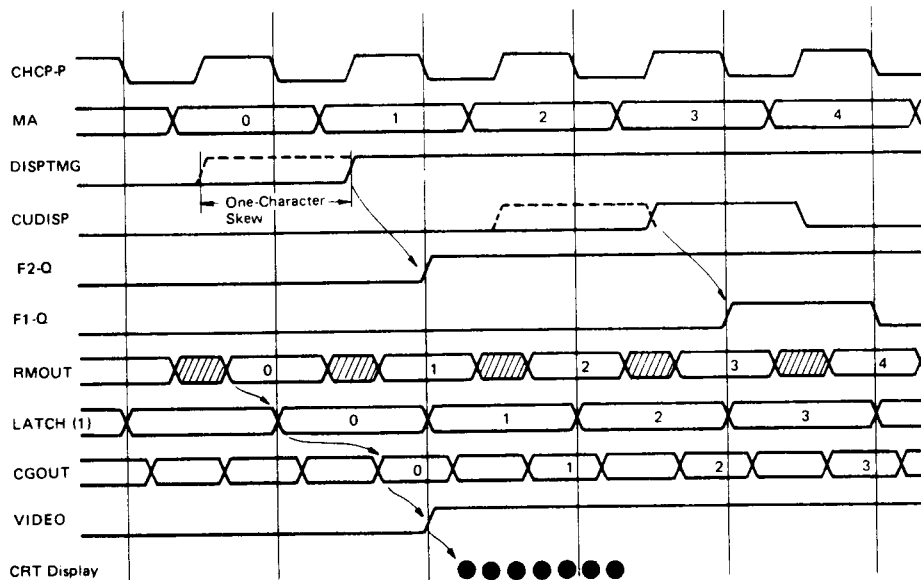 CHCP-P
MA 0 1 2 3 4
DISPTMG
One-Character
Skew
CUDISP
F2-Q
F1-Q
RMOUT 0 1 2 3 4
LATCH (1) 0 1 2 3
CGOUT 0 1 2 3
VIDEO
CRT Display